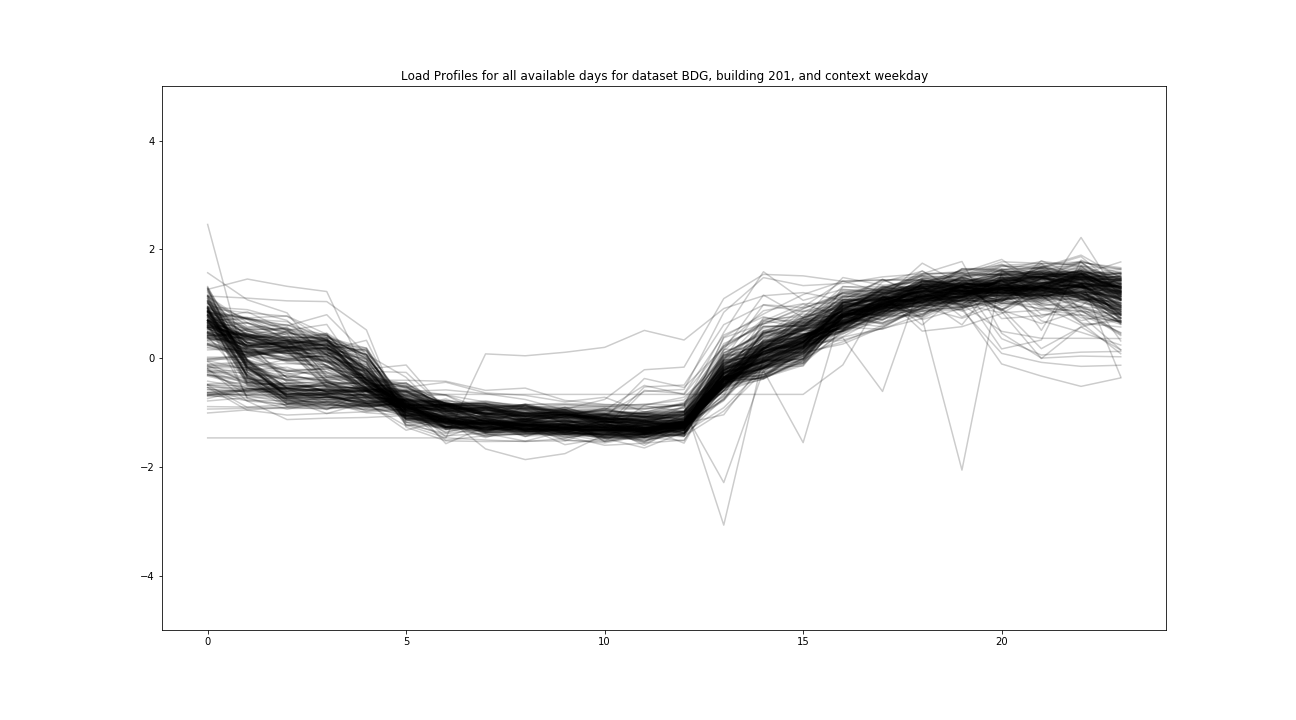 Load Profiles for all available days for dataset BDG, building 201, and context weekday
4
2
0
−2
−4
0 5 10 15 20